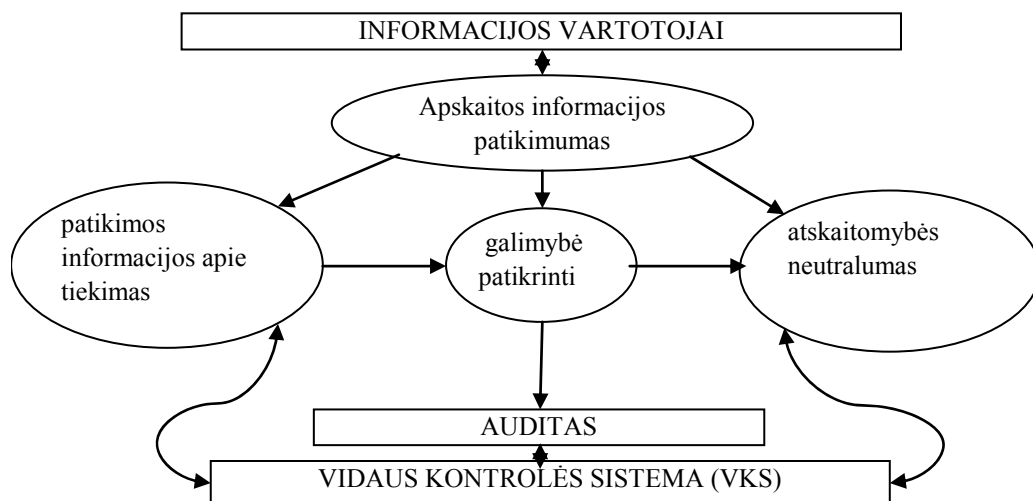 INFORMACIJOS VARTOTOJAI
Apskaitos informacijos
patikimumas
patikimos
informacijos apie
tiekimas
galimybė
patikrinti
atskaitomybės
neutralumas
AUDITAS
VIDAUS KONTROLĖS SISTEMA (VKS)